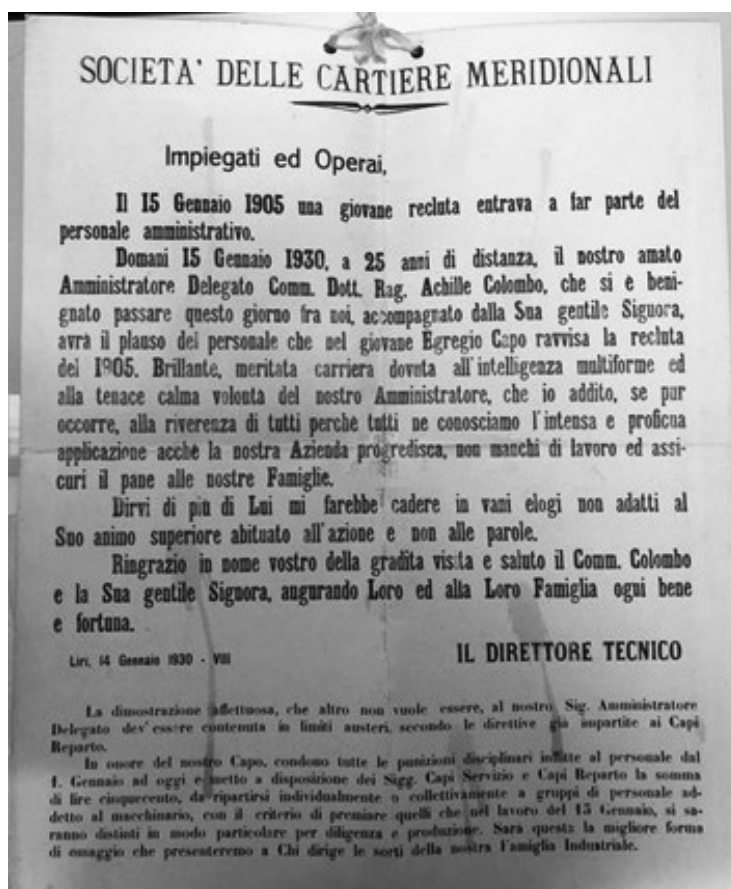 SOCIETA' DELLE CARTIERE MERIDIONALI
Impiegati ed Operai,
Il 15 Gennaio 1905 una giovane recluta entrava a far parte del
personale amministrativo.
Domani 15 Gennaio 1930, a 25 anni di distanza, il nostro amato
Amministratore Delegato Comm. Dott. Rag. Achille Colombo, che si è beni-
gnato passare questo giorno fra noi, accompagnato dalla Sua gentile Signora,
avrà il plauso del personale che nel giovane Egregio Capo ravvisa la recluta
del 1905. Brillante, meritata carriera dovuta all'intelligenza multiforme ed
alla tenace calma volontà del nostro Amministratore, che io addito, se pur
occorre, alla riverenza di tutti perchè tutti ne conosciamo l'intensa e proficua
applicazione acchè la nostra Azienda progredisca, non manchi di lavoro ed assi-
curi il pane alle nostre Famiglie.
Dirvi di più di Lui mi farebbe cadere in vani elogi non adatti al
Suo animo superiore abituato all'azione e non alle parole.
Ringrazio in nome vostro della gradita visita e saluto il Comm. Colombo
e la Sua gentile Signora, augurando Loro ed alla Loro Famiglia ogni bene
e fortuna.
Liri, 14 Gennaio 1930 - VIII
IL DIRETTORE TECNICO
La dimostrazione affettuosa, che altro non vuole essere, al nostro Sig. Amministratore
Delegato dev'essere contenuta in limiti austeri, secondo le direttive già impartite ai Capi
Reparto.
In onore del nostro Capo, condono tutte le punizioni disciplinari inflitte al personale dal
1. Gennaio ad oggi e metto a disposizione dei Sigg. Capi Servizio e Capi Reparto la somma
di lire cinquecento, da ripartirsi individualmente o collettivamente a gruppi di personale ad-
detto al macchinario, con il criterio di premiare quelli che nel lavoro del 15 Gennaio, si sa-
ranno distinti in modo particolare per diligenza e produzione. Sarà questa la migliore forma
di omaggio che presenteremo a Chi dirige le sorti della nostra Famiglia Industriale.